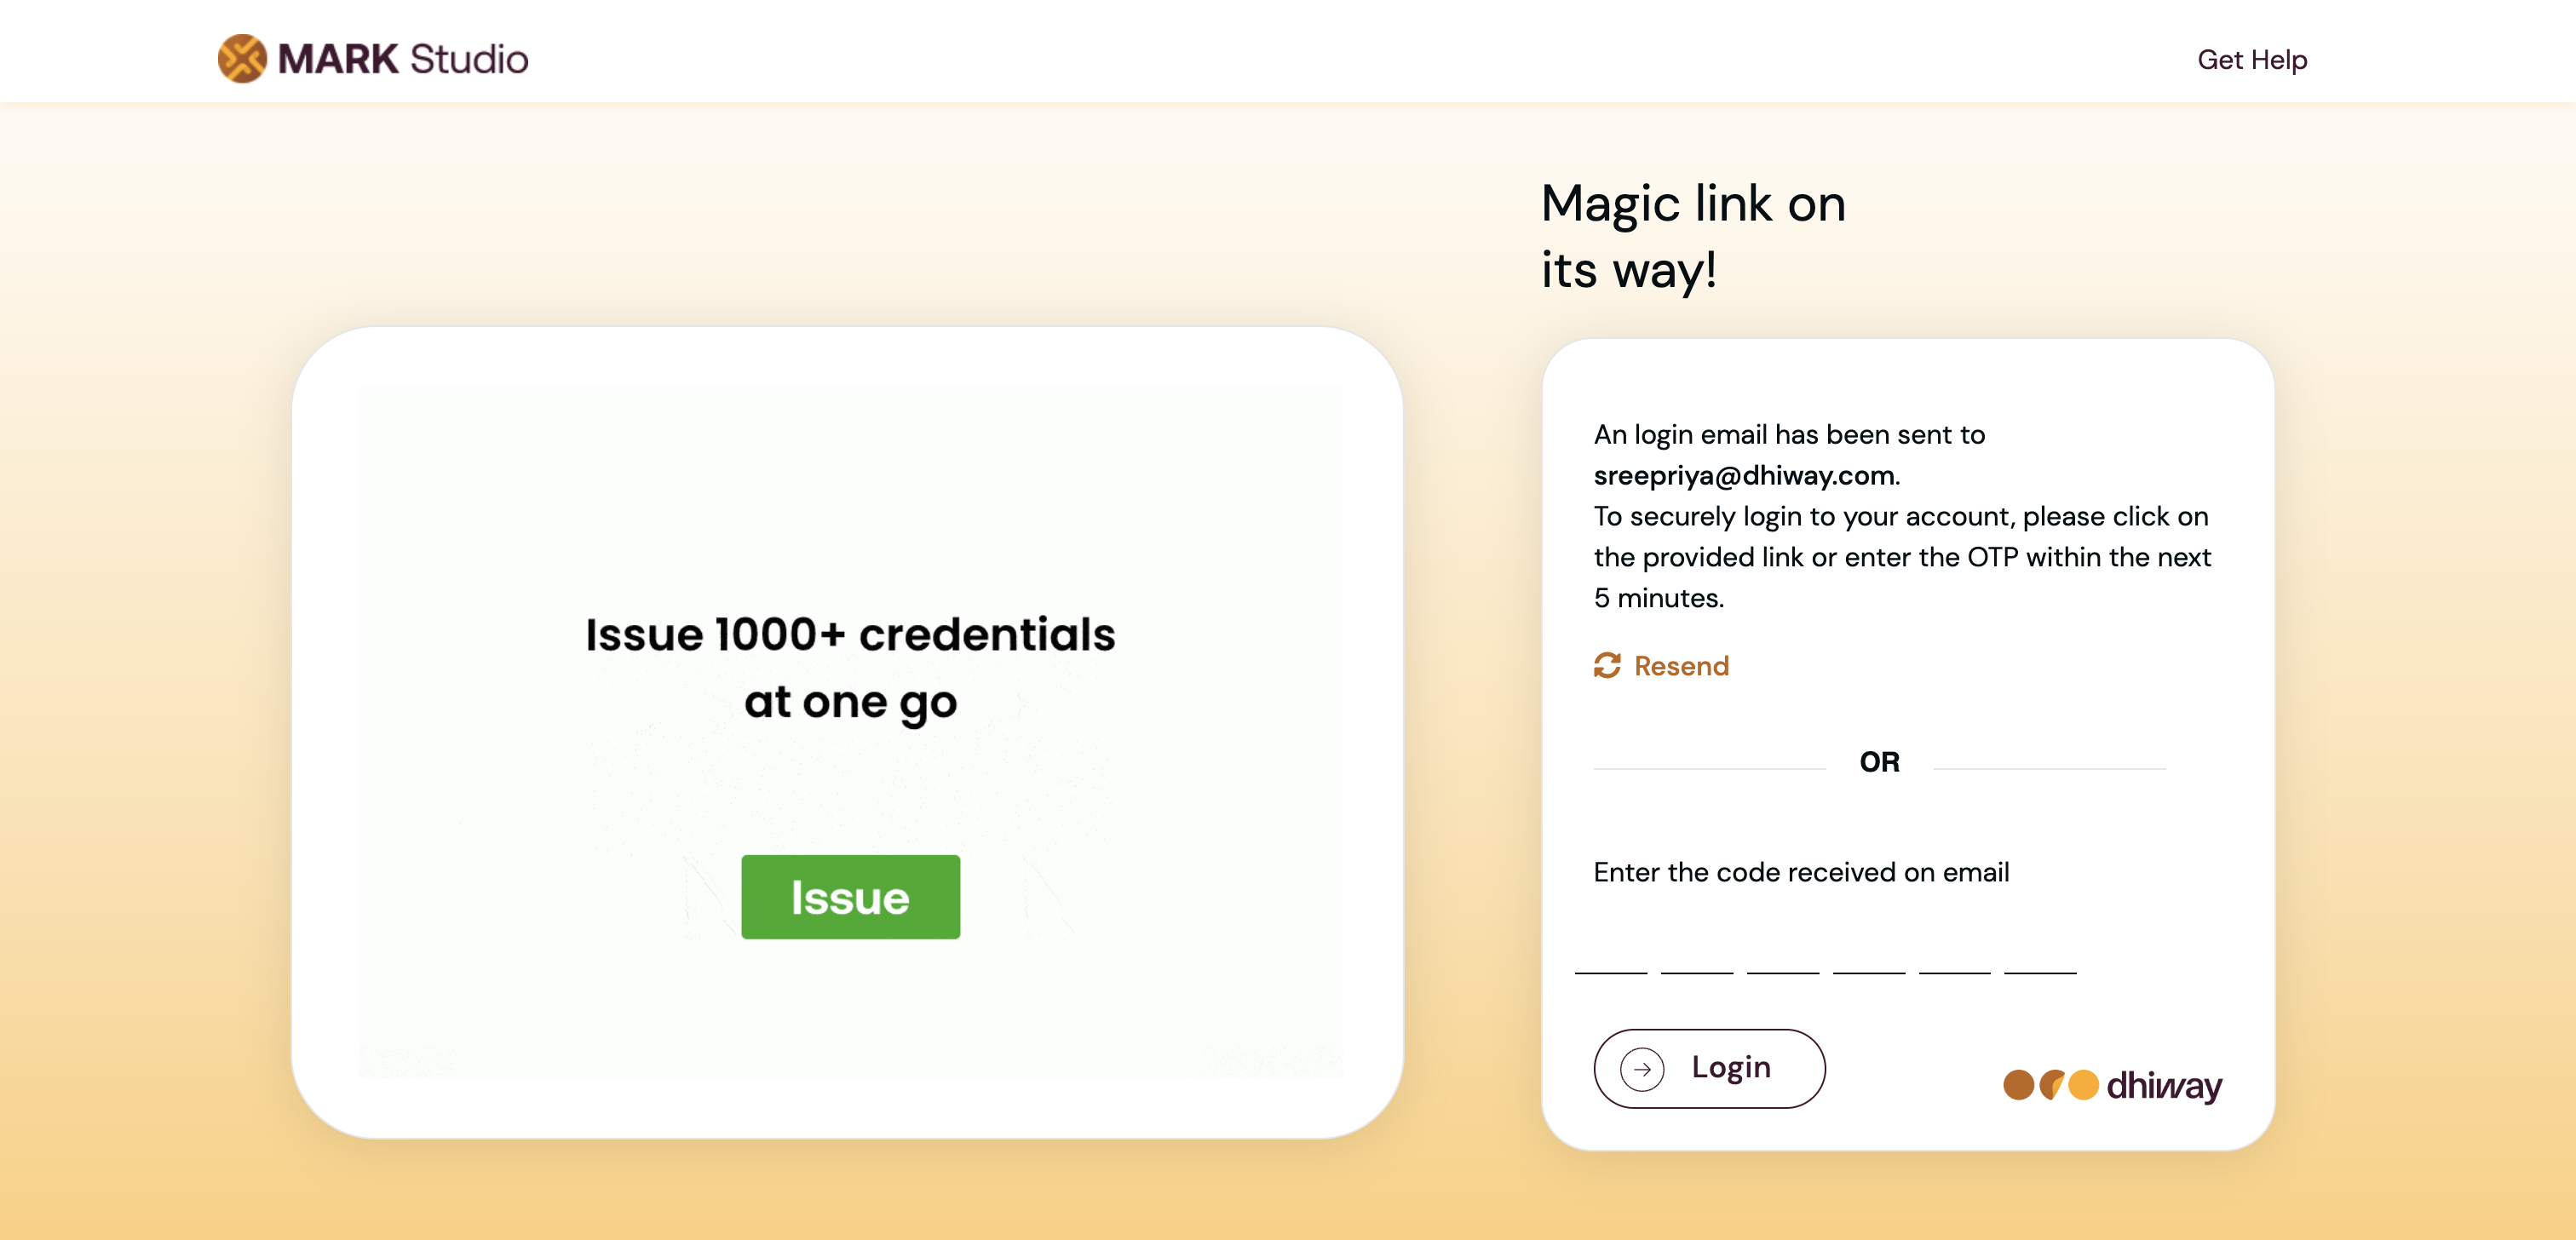 MARK Studio
Get Help
Magic link on
its way!
Issue 1000+ credentials
at one go
Issue
An login email has been sent to
sreepriya@dhiway.com.
To securely login to your account, please click on
the provided link or enter the OTP within the next
5 minutes.
Resend
OR
Enter the code received on email
Login
dhiway